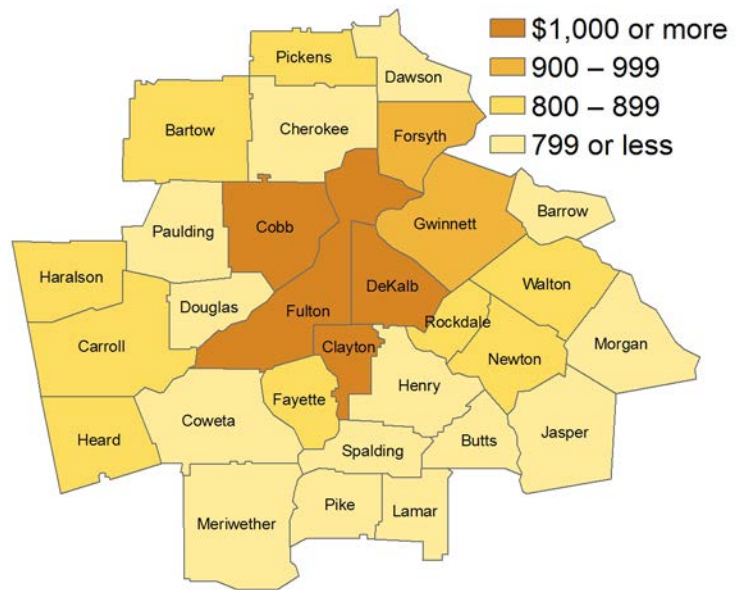 $1,000 or more
900 – 999
800 – 899
799 or less
Pickens
Dawson
Bartow
Cherokee
Forsyth
Paulding
Cobb
Gwinnett
Barrow
Haralson
Douglas
Fulton
DeKalb
Walton
Carroll
Clayton
Rockdale
Newton
Morgan
Heard
Coweta
Fayette
Henry
Spalding
Butts
Jasper
Meriwether
Pike
Lamar